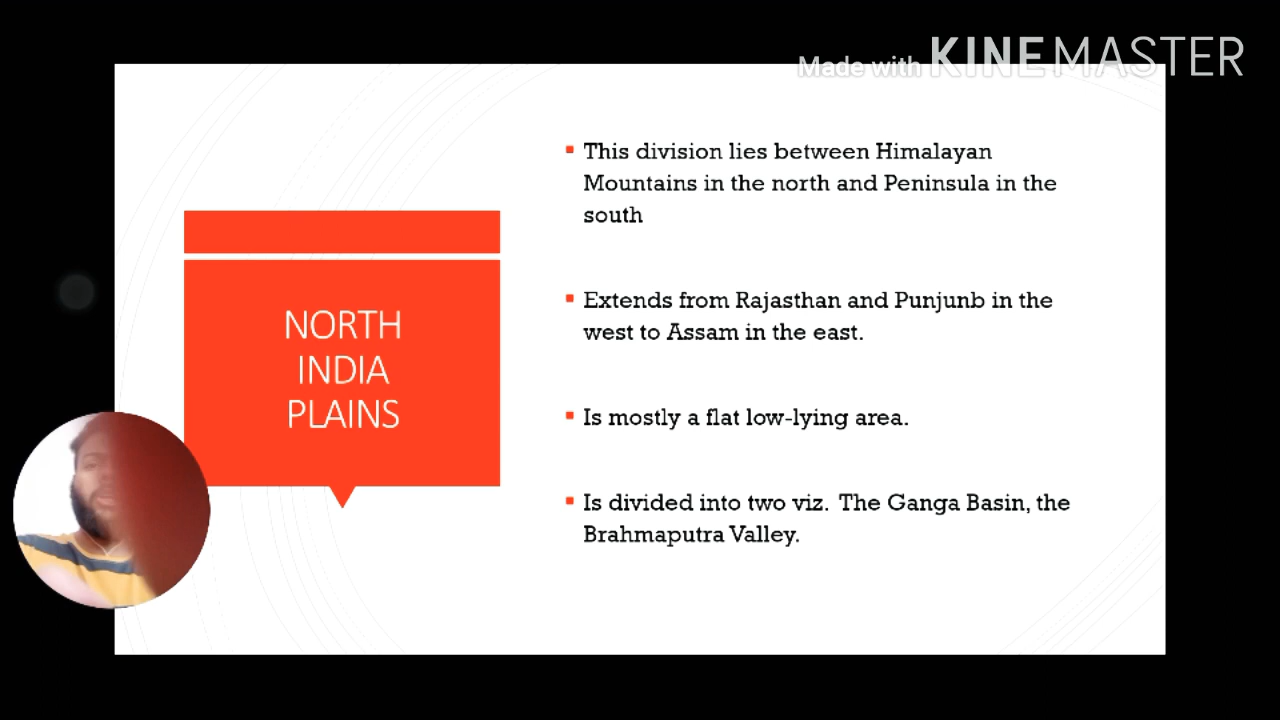 Made with KINEMASTER
This division lies between Himalayan
Mountains in the north and Peninsula in the
south
Extends from Rajasthan and Punjunb in the
west to Assam in the east.
NORTH
INDIA
PLAINS
Is mostly a flat low-lying area.
Is divided into two viz. The Ganga Basin, the
Brahmaputra Valley.